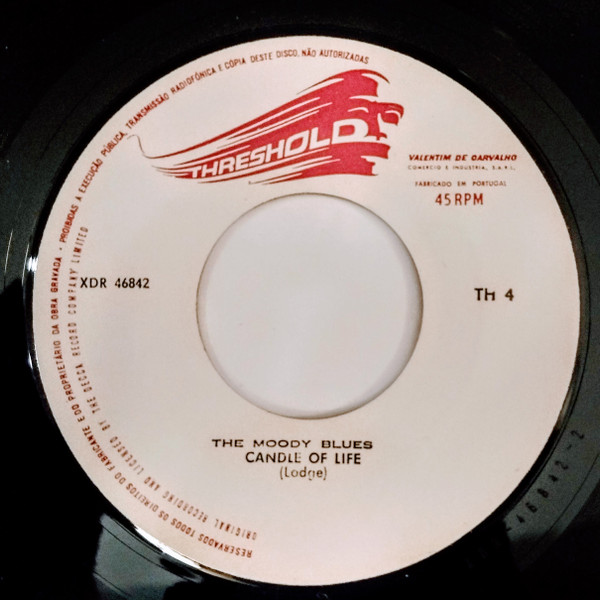 RESERVADOS TODOS OS DIREITOS DO FABRICANTE E DO PROPRIETÁRIO DA OBRA GRAVADA · PROIBIDAS A EXECUÇÃO PÚBLICA, TRANSMISSÃO RADIOFÓNICA E CÓPIA DESTE DISCO, NÃO AUTORIZADAS
ORIGINAL RECORDING AND LICENSED BY THE DECCA RECORD COMPANY LIMITED
THRESHOLD
VALENTIM DE CARVALHO
COMERCIO E INDUSTRIA, S.A.R.L.
FABRICADO EM PORTUGAL
45 RPM
XDR 46842
TH 4
THE MOODY BLUES
CANDLE OF LIFE
(Lodge)
-46842-2